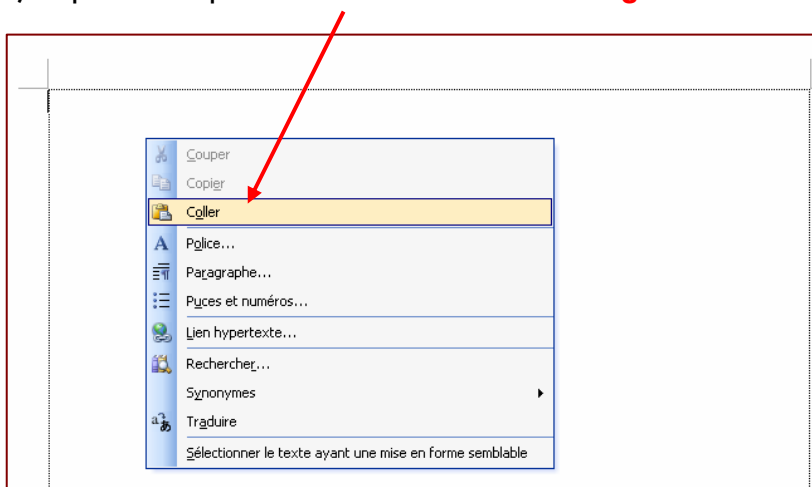 Couper
Copier
Coller
Police...
Paragraphe...
Puces et numéros...
Lien hypertexte...
Rechercher...
Synonymes
Traduire
Sélectionner le texte ayant une mise en forme semblable